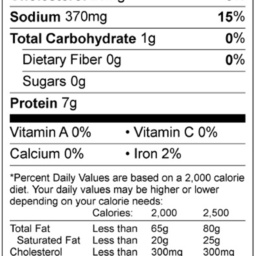 Sodium 370mg 15%
Total Carbohydrate 1g 0%
Dietary Fiber 0g 0%
Sugars 0g
Protein 7g
Vitamin A 0% • Vitamin C 0%
Calcium 0% • Iron 2%
*Percent Daily Values are based on a 2,000 calorie
diet. Your daily values may be higher or lower
depending on your calorie needs:
Calories: 2,000 2,500
Total Fat Less than 65g 80g
Saturated Fat Less than 20g 25g
Cholesterol Less than 300mg 300mg